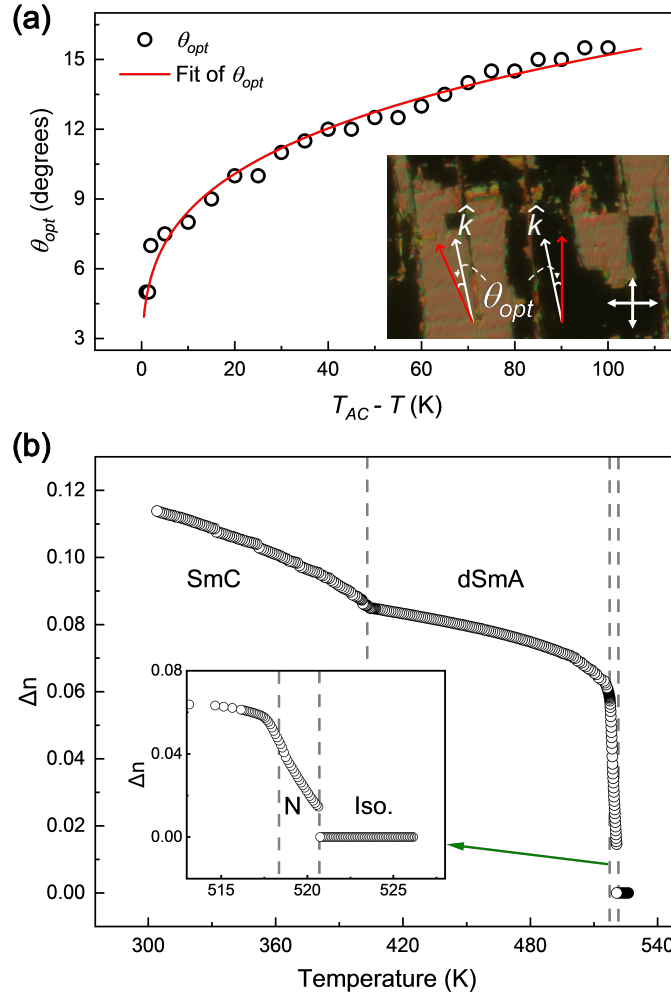 (a)
θopt
Fit of θopt
15
12
9
6
3
θopt (degrees)
k̂ k̂
θopt
0 20 40 60 80 100
TAC - T (K)
(b)
0.12
0.10
0.08
0.06
0.04
0.02
0.00
Δn
SmC dSmA
0.08
0.04
0.00
Δn
N Iso.
515 520 525
300 360 420 480 540
Temperature (K)